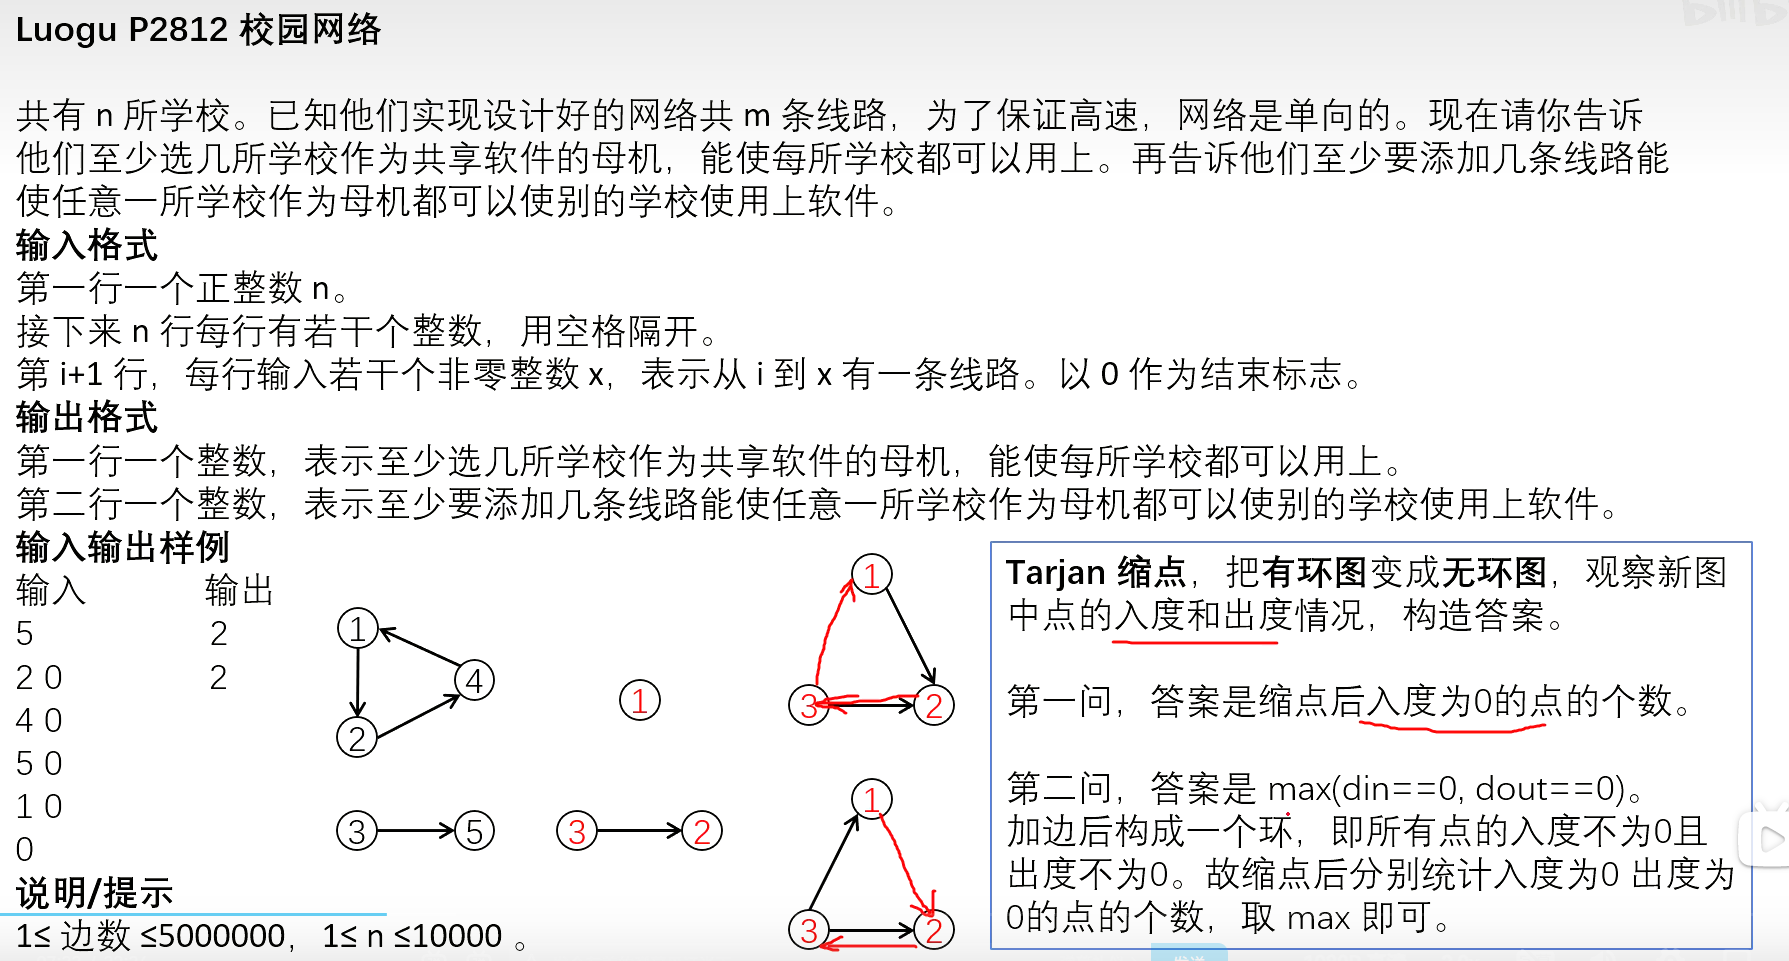 Luogu P2812 校园网络
共有 n 所学校。已知他们实现设计好的网络共 m 条线路，为了保证高速，网络是单向的。现在请你告诉
他们至少选几所学校作为共享软件的母机，能使每所学校都可以用上。再告诉他们至少要添加几条线路能
使任意一所学校作为母机都可以使别的学校使用上软件。
输入格式
第一行一个正整数 n。
接下来 n 行每行有若干个整数，用空格隔开。
第 i+1 行，每行输入若干个非零整数 x，表示从 i 到 x 有一条线路。以 0 作为结束标志。
输出格式
第一行一个整数，表示至少选几所学校作为共享软件的母机，能使每所学校都可以用上。
第二行一个整数，表示至少要添加几条线路能使任意一所学校作为母机都可以使别的学校使用上软件。
输入输出样例
输入 输出
5 2
2 0 2
4 0
5 0
1 0
0
说明/提示
1≤ 边数 ≤5000000，1≤ n ≤10000 。
1
4
2
3
5
1
3
2
1
3
2
1
3
2
Tarjan 缩点，把有环图变成无环图，观察新图
中点的入度和出度情况，构造答案。
第一问，答案是缩点后入度为0的点的个数。
第二问，答案是 max(din==0, dout==0)。
加边后构成一个环，即所有点的入度不为0且
出度不为0。故缩点后分别统计入度为0 出度为
0的点的个数，取 max 即可。